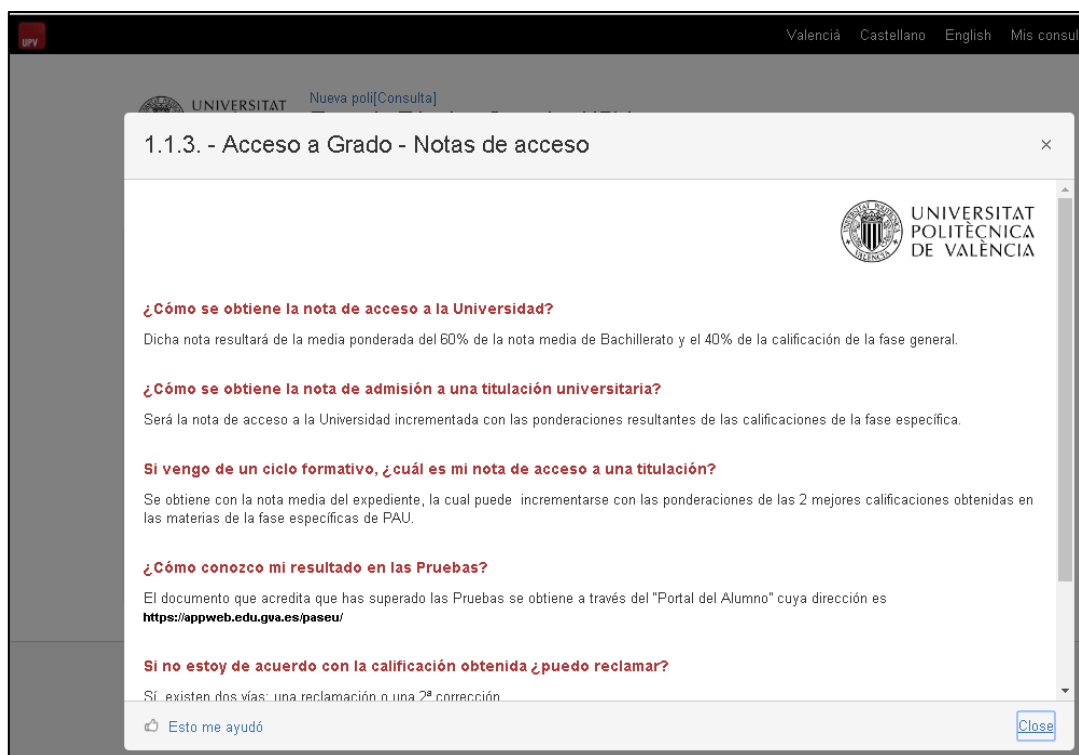 UPV
Valencià Castellano English Mis consul
UNIVERSITAT
Nueva poli[Consulta]
1.1.3. - Acceso a Grado - Notas de acceso
×
UNIVERSITAT
POLITÈCNICA
DE VALÈNCIA
¿Cómo se obtiene la nota de acceso a la Universidad?
Dicha nota resultará de la media ponderada del 60% de la nota media de Bachillerato y el 40% de la calificación de la fase general.
¿Cómo se obtiene la nota de admisión a una titulación universitaria?
Será la nota de acceso a la Universidad incrementada con las ponderaciones resultantes de las calificaciones de la fase específica.
Si vengo de un ciclo formativo, ¿cuál es mi nota de acceso a una titulación?
Se obtiene con la nota media del expediente, la cual puede incrementarse con las ponderaciones de las 2 mejores calificaciones obtenidas en
las materias de la fase específicas de PAU.
¿Cómo conozco mi resultado en las Pruebas?
El documento que acredita que has superado las Pruebas se obtiene a través del "Portal del Alumno" cuya dirección es
https://appweb.edu.gva.es/paseu/
Si no estoy de acuerdo con la calificación obtenida ¿puedo reclamar?
Sí, existen dos vías: una reclamación o una 2ª corrección
Esto me ayudó
Close